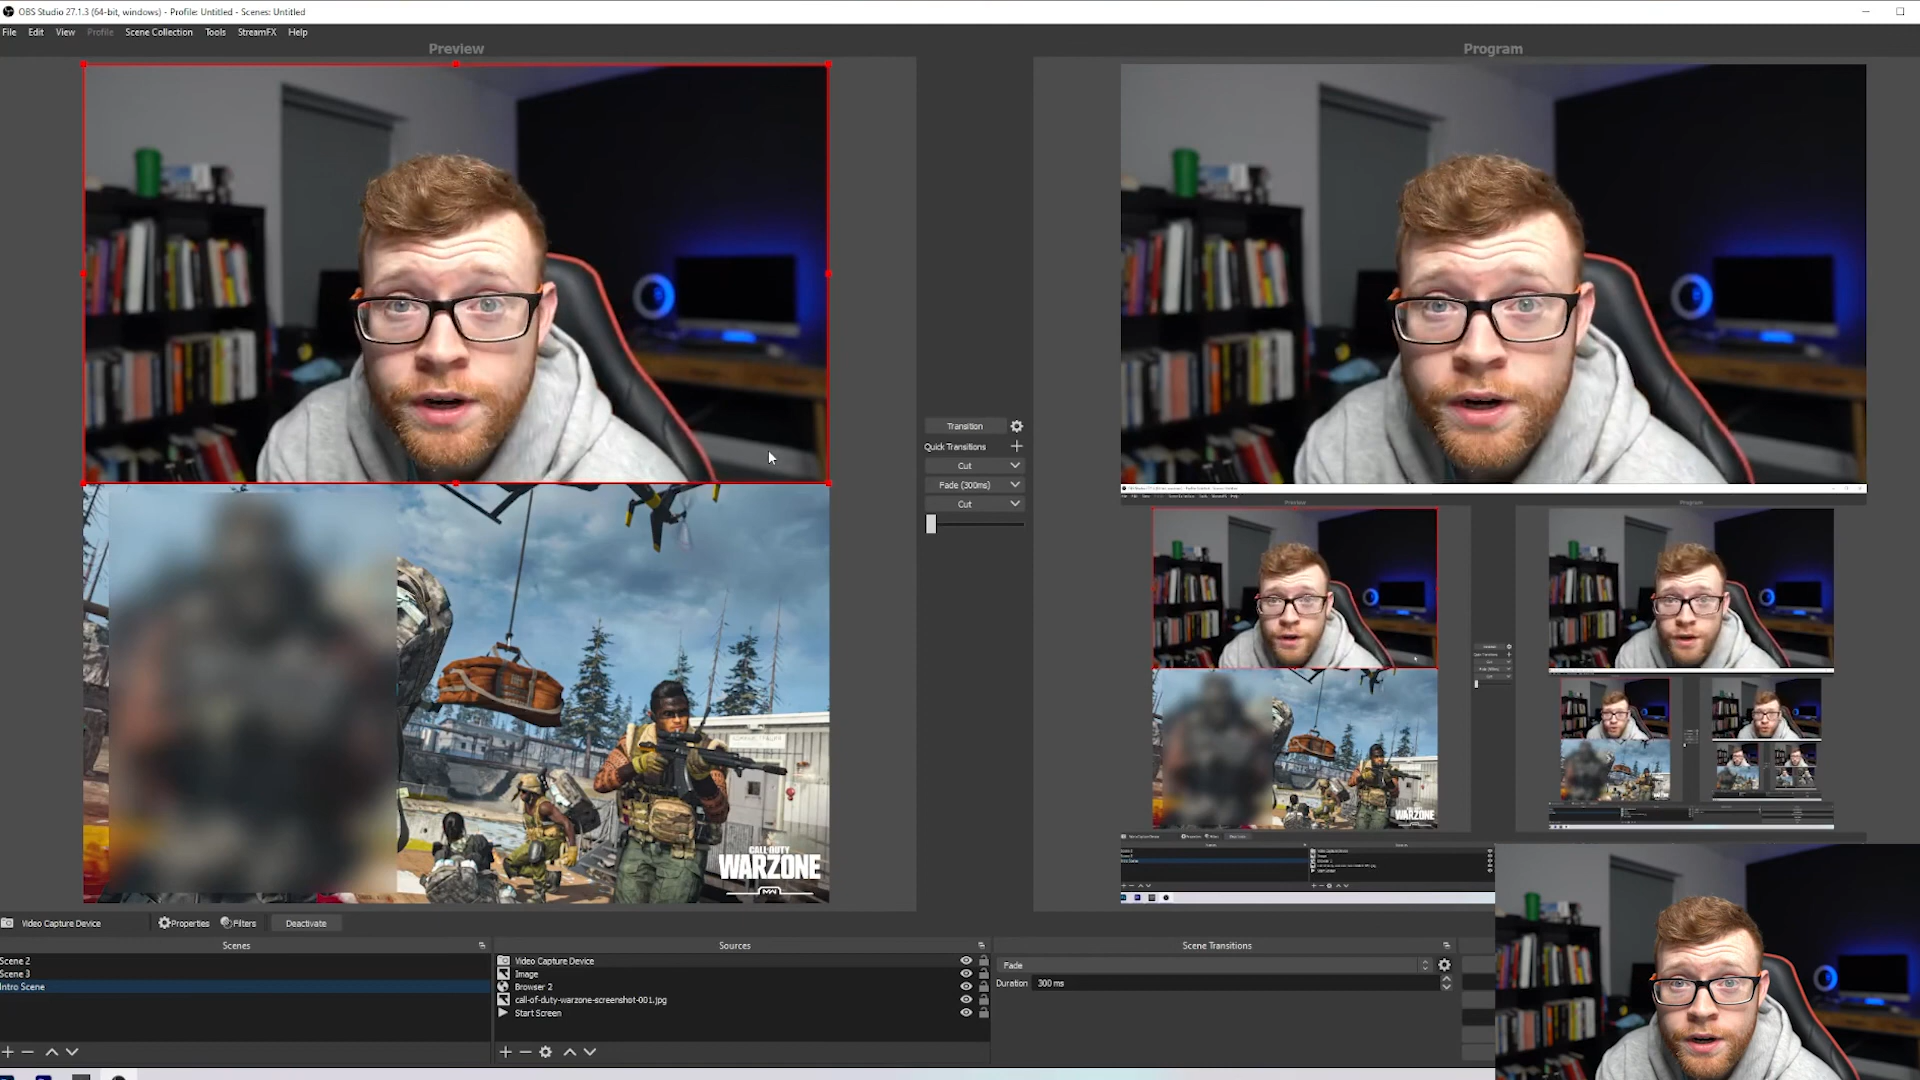 OBS Studio 27.1.3 (64-bit, windows) - Profile: Untitled - Scenes: Untitled
File Edit View Profile Scene Collection Tools StreamFX Help
Preview
Program
Transition
Quick Transitions
Cut
Fade (300ms)
Cut
CALL OF DUTY
WARZONE
MW
WARZONE
Video Capture Device
Properties
Filters
Deactivate
Scenes
Scene 2
Scene 3
Intro Scene
Sources
Video Capture Device
Image
Browser 2
call-of-duty-warzone-screenshot-001.jpg
Start Screen
Scene Transitions
Fade
Duration 300 ms